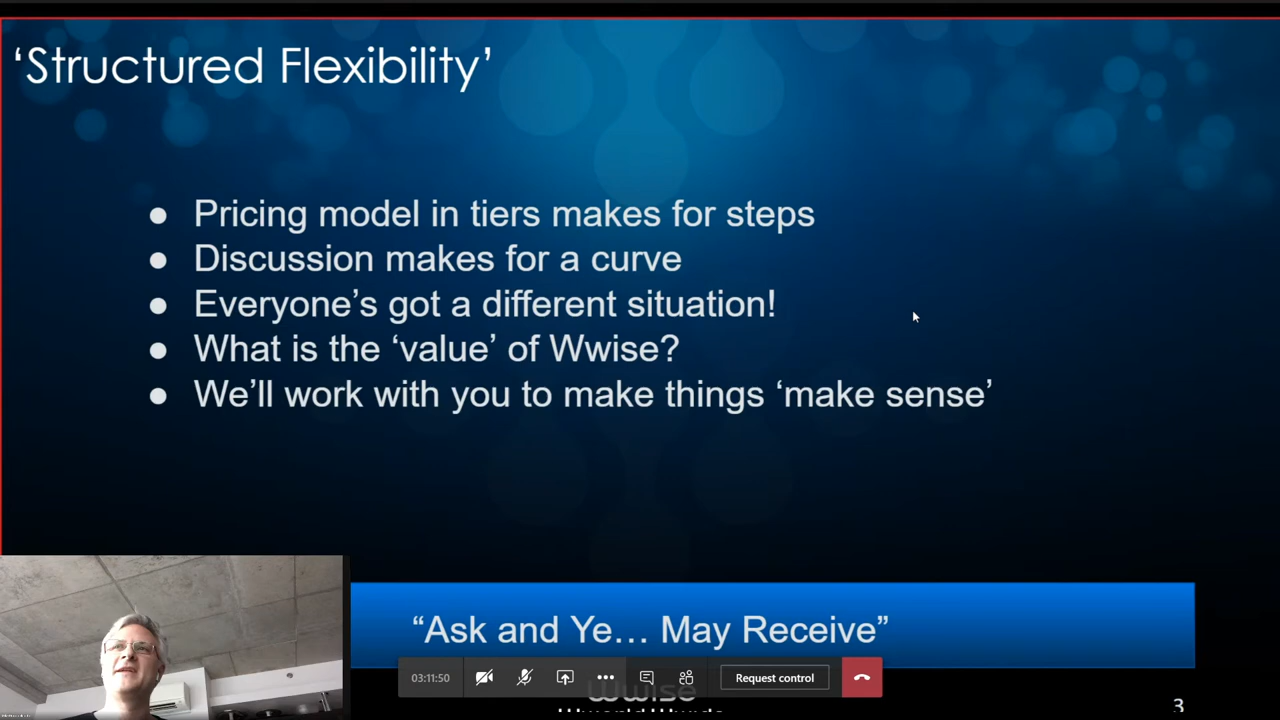 ‘Structured Flexibility’
● Pricing model in tiers makes for steps
● Discussion makes for a curve
● Everyone’s got a different situation!
● What is the ‘value’ of Wwise?
● We’ll work with you to make things ‘make sense’
“Ask and Ye… May Receive”
03:11:50
Request control
Wwise
3